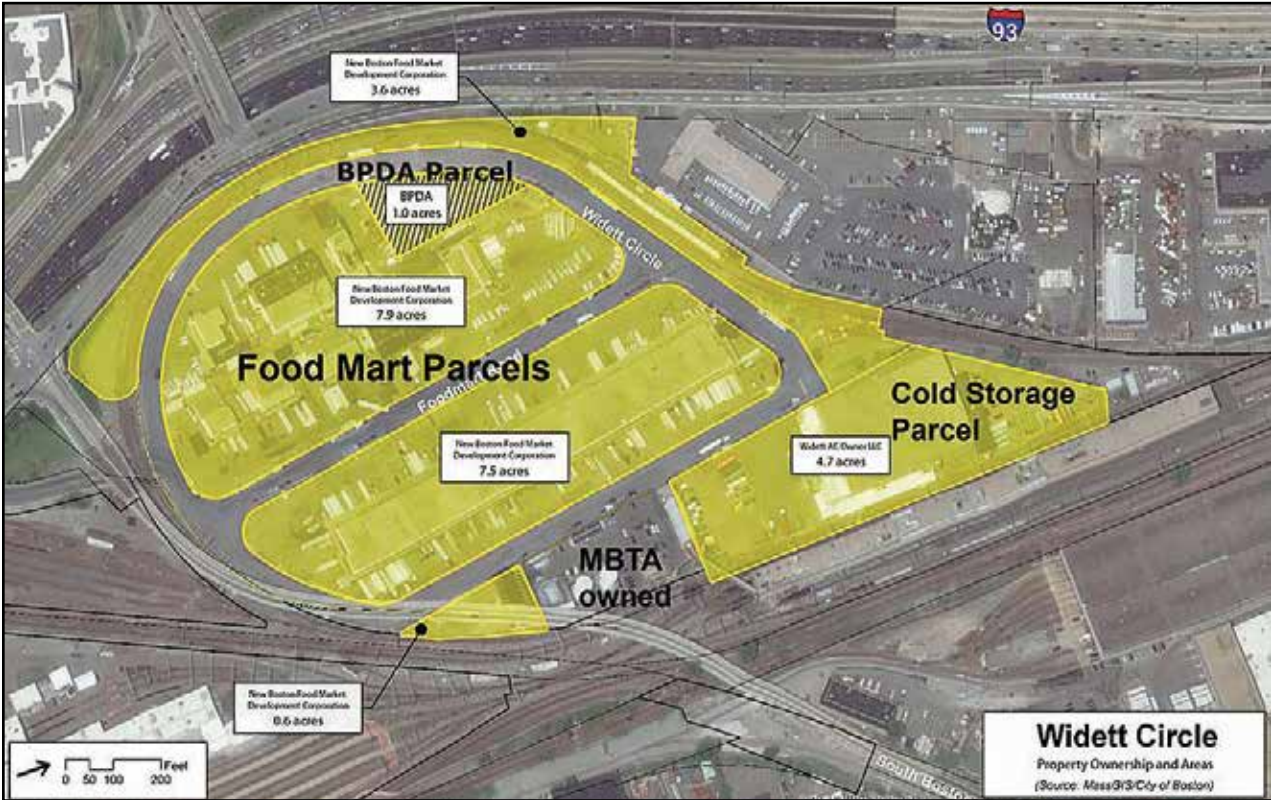 93
New Boston Food Market
Development Corporation
3.6 acres
BPDA Parcel
BPDA
1.0 acres
Widett Circle
New Boston Food Market
Development Corporation
7.9 acres
Food Mart Parcels
Foodmart Road
Cold Storage
Parcel
New Boston Food Market
Development Corporation
7.5 acres
Widett AC Owner LLC
4.7 acres
MBTA
owned
New Boston Food Market
Development Corporation
0.6 acres
South Boston
Feet
0 50 100 200
Widett Circle
Property Ownership and Areas
(Source: MassGIS/City of Boston)